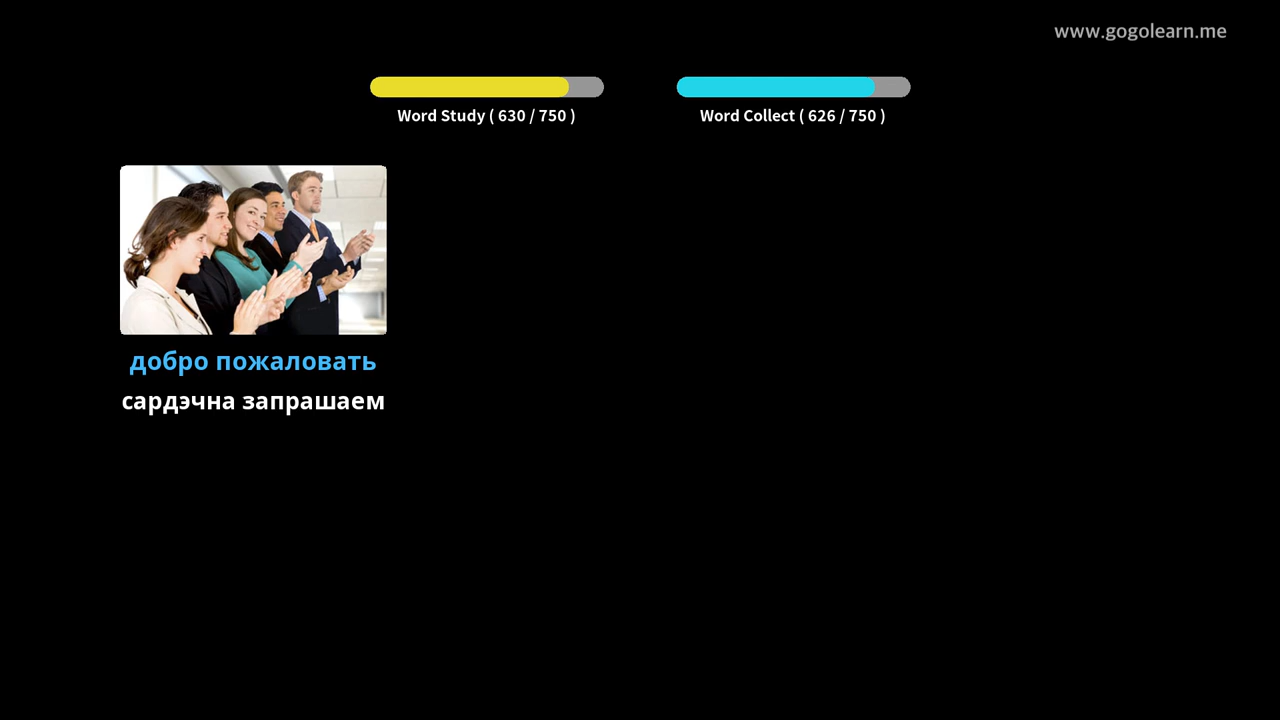 www.gogolearn.me
Word Study ( 630 / 750 )
Word Collect ( 626 / 750 )
добро пожаловать
сардэчна запрашаем